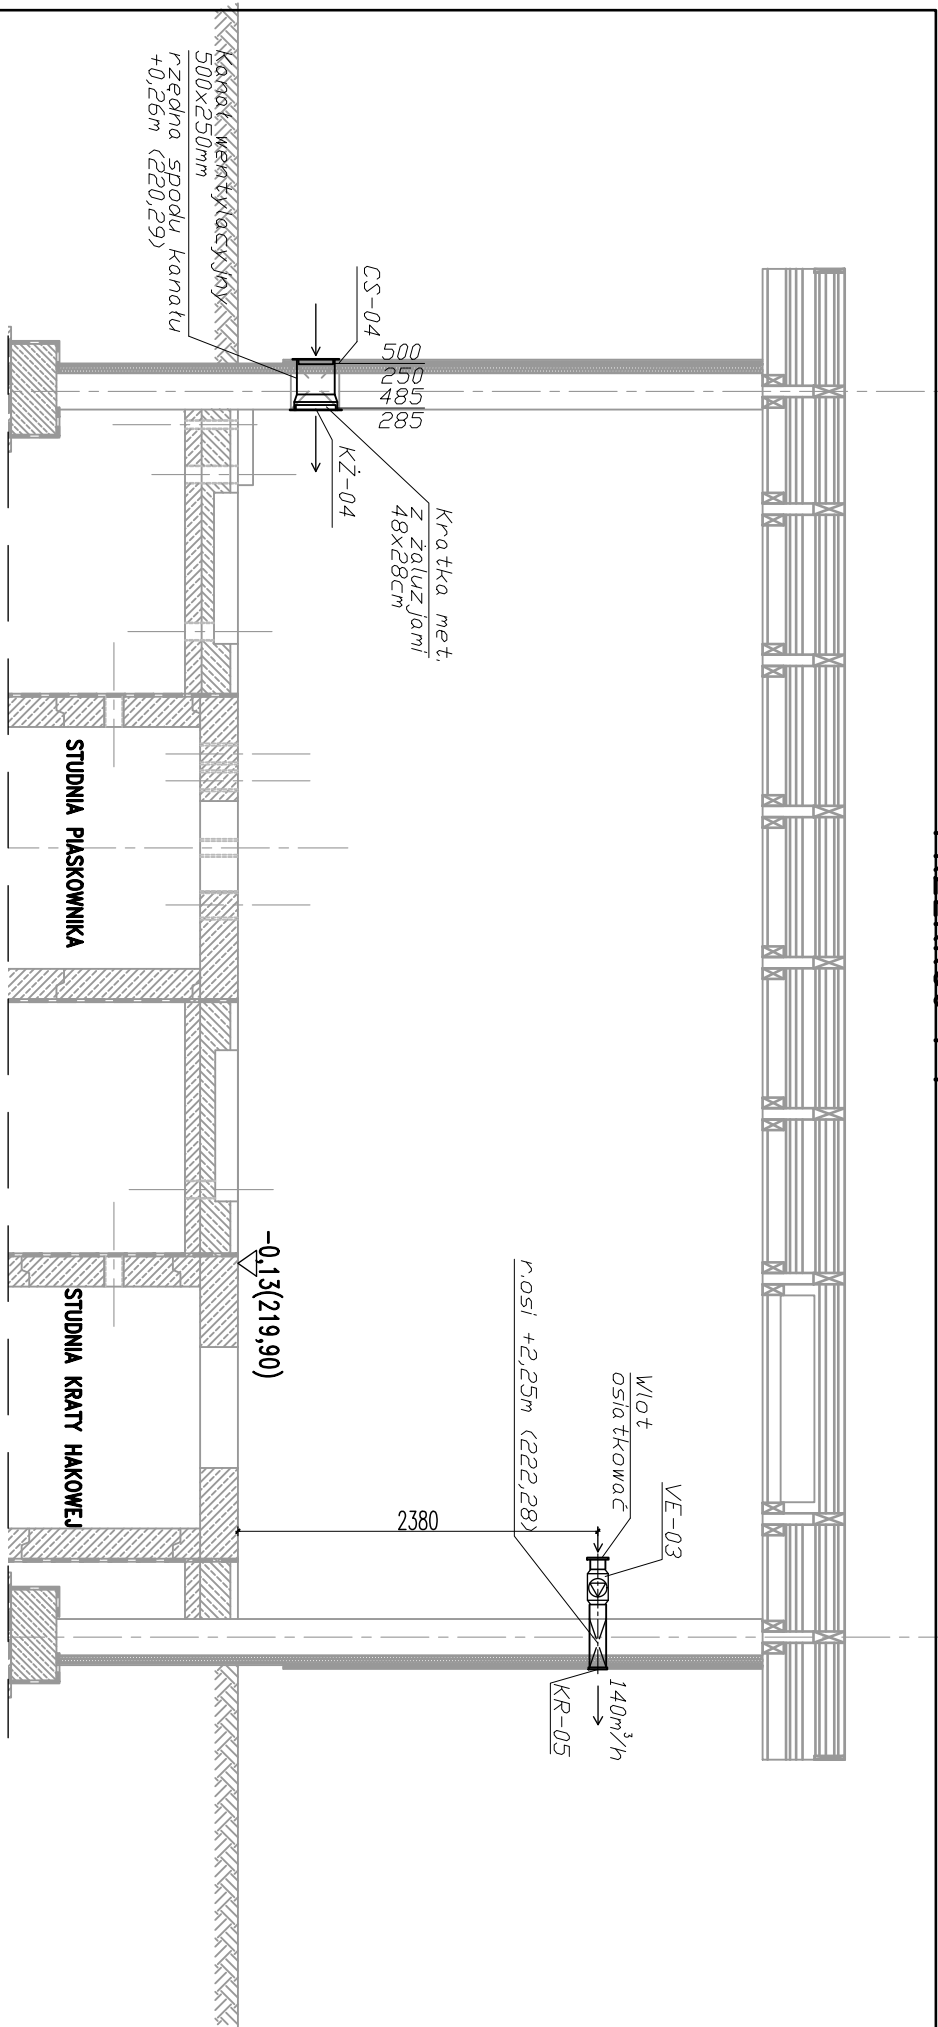 Kanał wentylacyjny
500x250mm
rzędna spodu kanału
+0,26m (220,29)
CS-04
500
250
485
285
KŻ-04
Kratka met.
z żaluzjami
48x28cm
STUDNIA PIASKOWNIKA
-0,13(219,90)
STUDNIA KRATY HAKOWEJ
r.osi +2,25m (222,28)
Wlot
osiatkować
VE-03
2380
140m³/h
KR-05